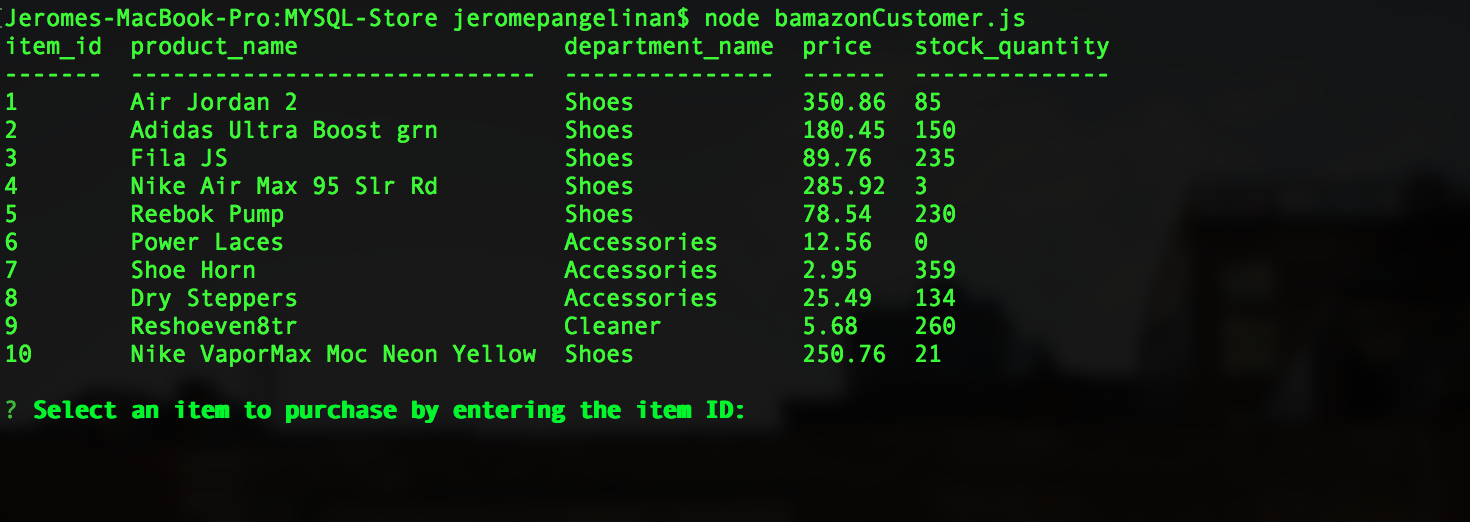 Jeromes-MacBook-Pro:MYSQL-Store jeromepangelinan$ node bamazonCustomer.js
item_id  product_name                   department_name  price   stock_quantity
-------  -----------------------------  ---------------  ------  --------------
1        Air Jordan 2                   Shoes            350.86  85
2        Adidas Ultra Boost grn         Shoes            180.45  150
3        Fila JS                        Shoes            89.76   235
4        Nike Air Max 95 Slr Rd         Shoes            285.92  3
5        Reebok Pump                    Shoes            78.54   230
6        Power Laces                    Accessories      12.56   0
7        Shoe Horn                      Accessories      2.95    359
8        Dry Steppers                   Accessories      25.49   134
9        Reshoeven8tr                   Cleaner          5.68    260
10       Nike VaporMax Moc Neon Yellow  Shoes            250.76  21
? Select an item to purchase by entering the item ID: